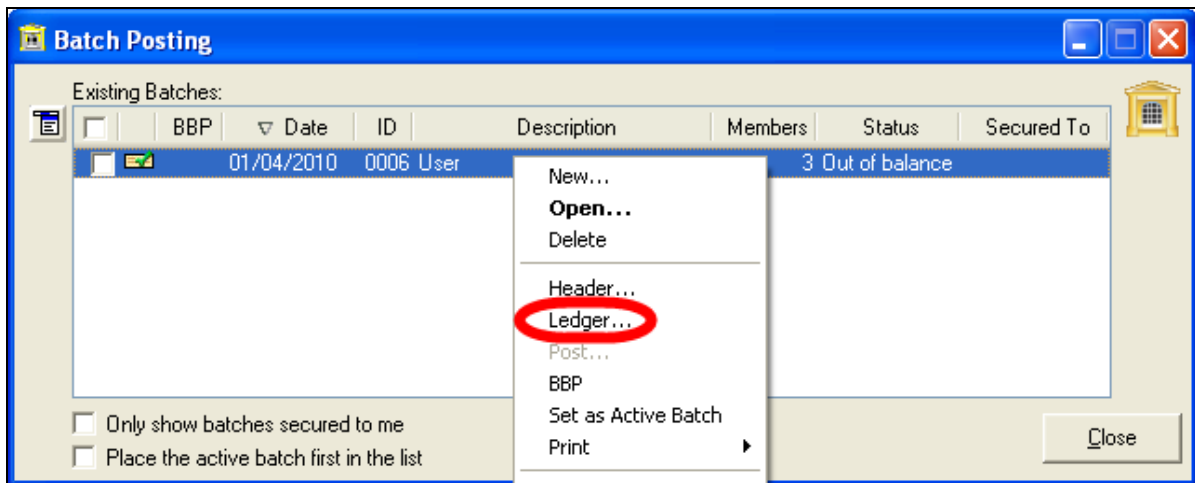 Batch Posting
Existing Batches:
BBP Date ID Description Members Status Secured To
01/04/2010 0006 User 3 Out of balance
New...
Open...
Delete
Header...
Ledger...
Post...
BBP
Set as Active Batch
Print
Only show batches secured to me
Place the active batch first in the list
Close